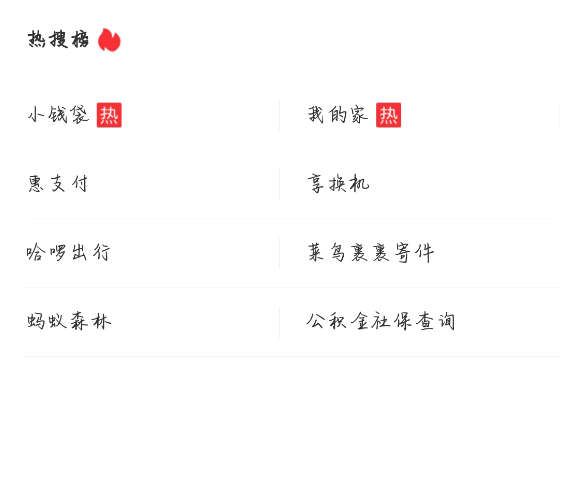 热搜榜
小钱袋 热 我的家 热
惠支付 享换机
哈啰出行 菜鸟裹裹寄件
蚂蚁森林 公积金社保查询